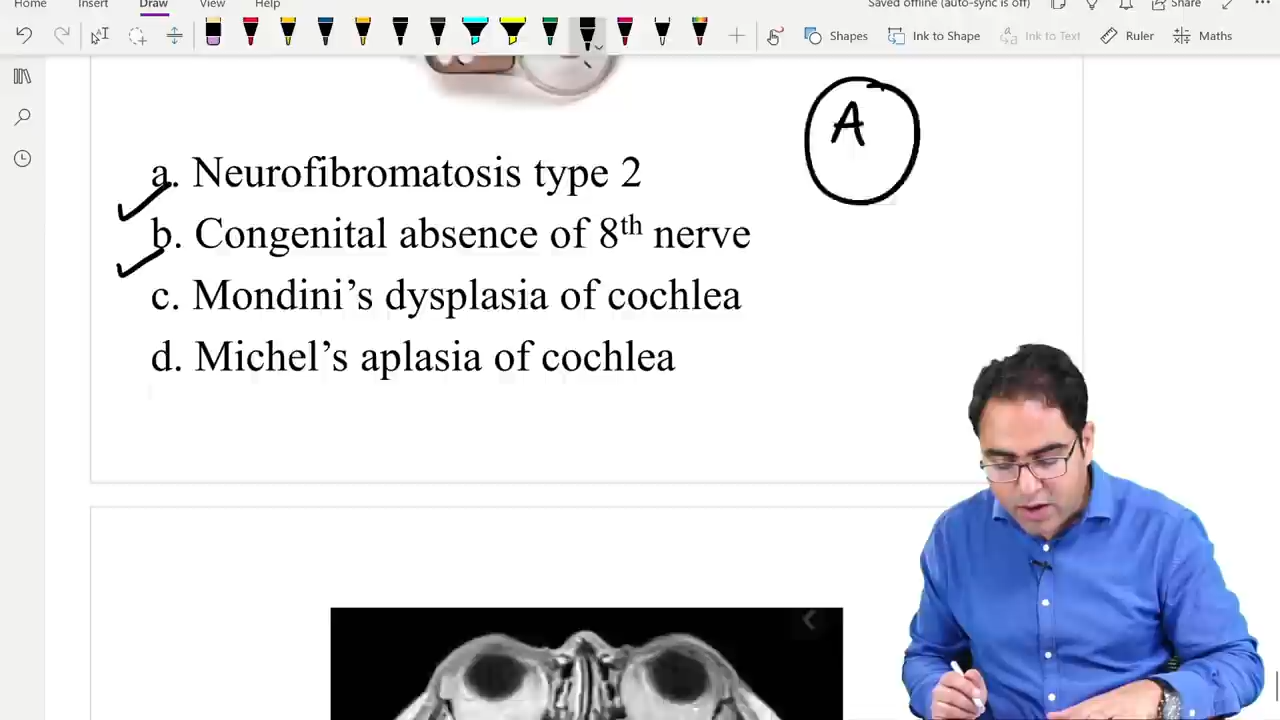 Home Insert Draw View Help Saved offline (auto-sync is off) Share
Shapes Ink to Shape Ink to Text Ruler Maths
A
a. Neurofibromatosis type 2
b. Congenital absence of 8th nerve
c. Mondini’s dysplasia of cochlea
d. Michel’s aplasia of cochlea